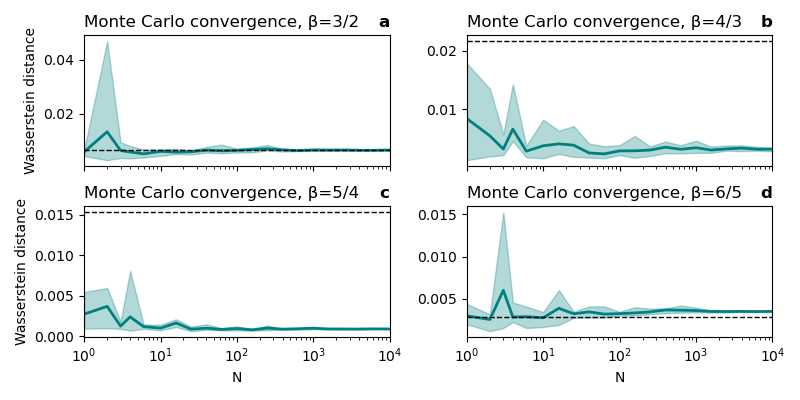 Monte Carlo convergence, β=3/2 a
Wasserstein distance
0.04
0.02
Monte Carlo convergence, β=4/3 b
0.02
0.01
Monte Carlo convergence, β=5/4 c
Wasserstein distance
0.015
0.010
0.005
0.000
10^0 10^1 10^2 10^3 10^4
N
Monte Carlo convergence, β=6/5 d
0.015
0.010
0.005
10^0 10^1 10^2 10^3 10^4
N